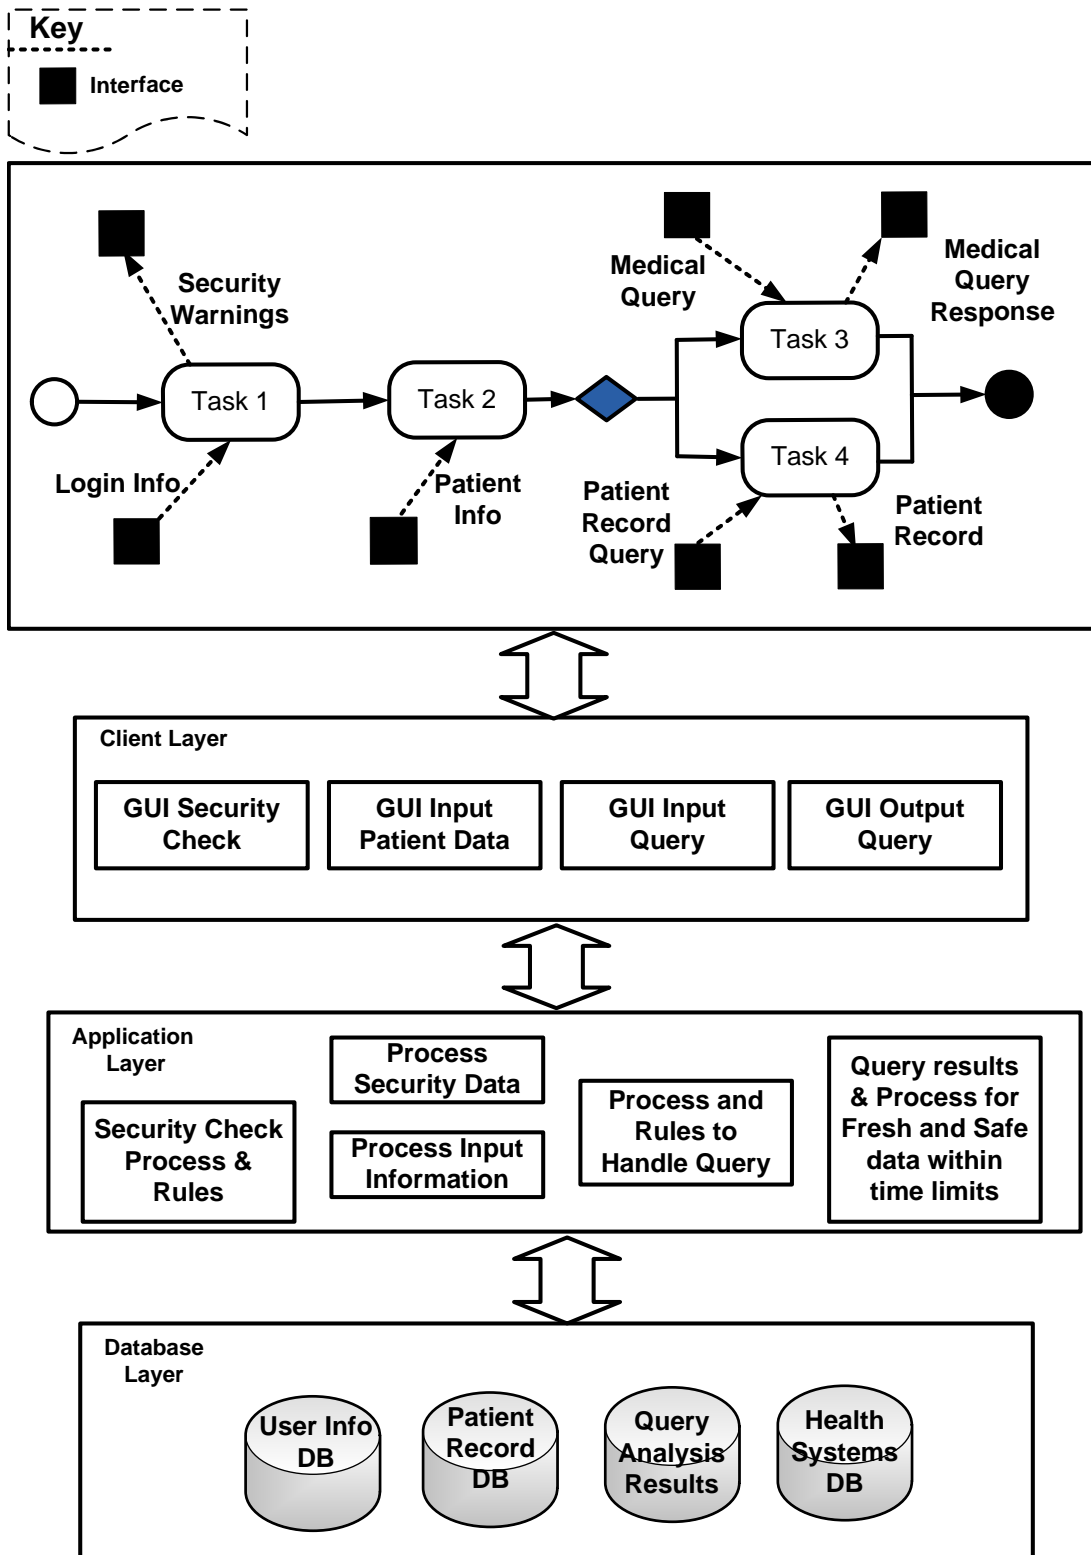 Key
Interface
Security
Warnings
Medical
Query
Medical
Query
Response
Task 3
Task 1
Task 2
Task 4
Login Info
Patient
Info
Patient
Record
Query
Patient
Record
Client Layer
GUI Security
Check
GUI Input
Patient Data
GUI Input
Query
GUI Output
Query
Application
Layer
Security Check
Process &
Rules
Process
Security Data
Process Input
Information
Process and
Rules to
Handle Query
Query results
& Process for
Fresh and Safe
data within
time limits
Database
Layer
User Info
DB
Patient
Record
DB
Query
Analysis
Results
Health
Systems
DB